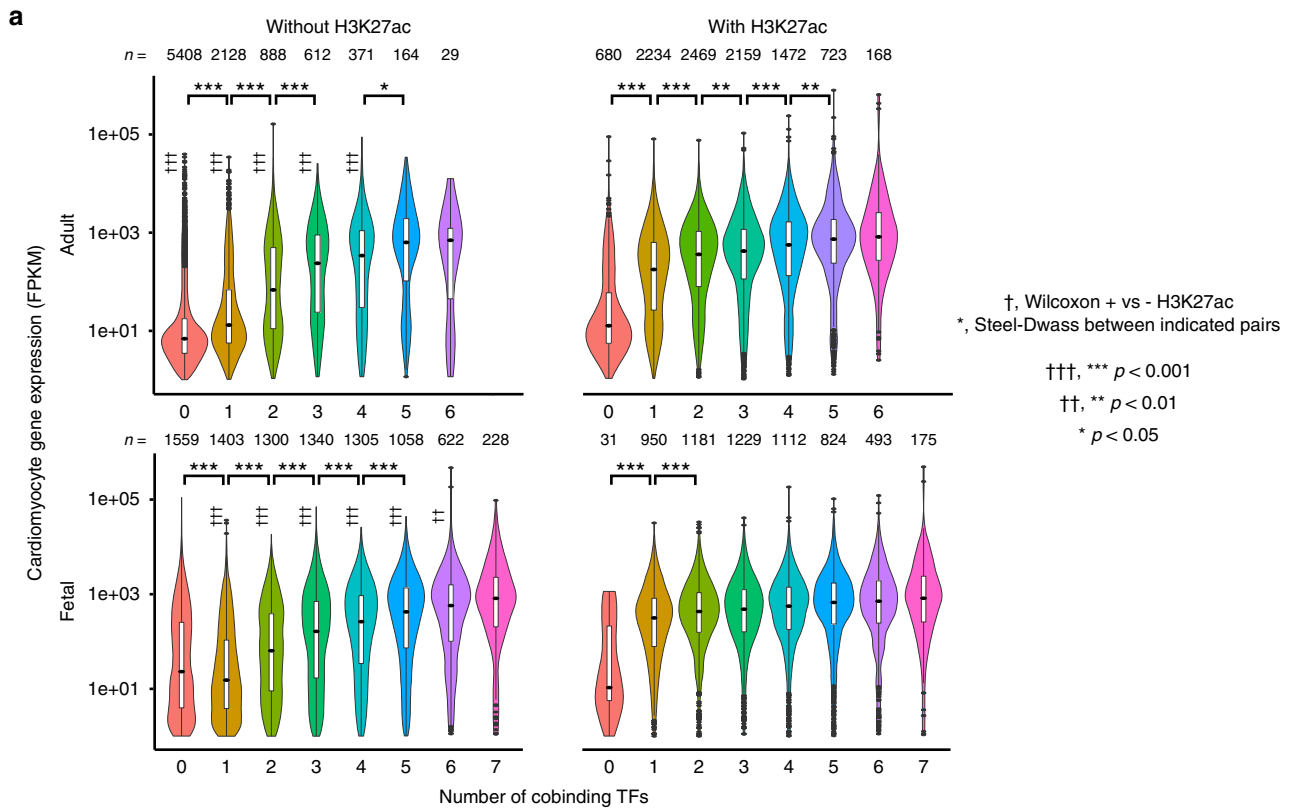 a
Without H3K27ac
With H3K27ac
n = 5408 2128 888 612 371 164 29
680 2234 2469 2159 1472 723 168
*** *** *** *
*** *** ** *** **
††† ††† ††† ††† †††
1e+05
1e+03
1e+01
Adult
0 1 2 3 4 5 6
0 1 2 3 4 5 6
Cardiomyocyte gene expression (FPKM)
†, Wilcoxon + vs - H3K27ac
*, Steel-Dwass between indicated pairs
†††, *** p < 0.001
††, ** p < 0.01
* p < 0.05
n = 1559 1403 1300 1340 1305 1058 622 228
31 950 1181 1229 1112 824 493 175
*** *** *** *** ***
*** ***
††† ††† ††† ††† ††† ††
1e+05
1e+03
1e+01
Fetal
0 1 2 3 4 5 6 7
0 1 2 3 4 5 6 7
Number of cobinding TFs